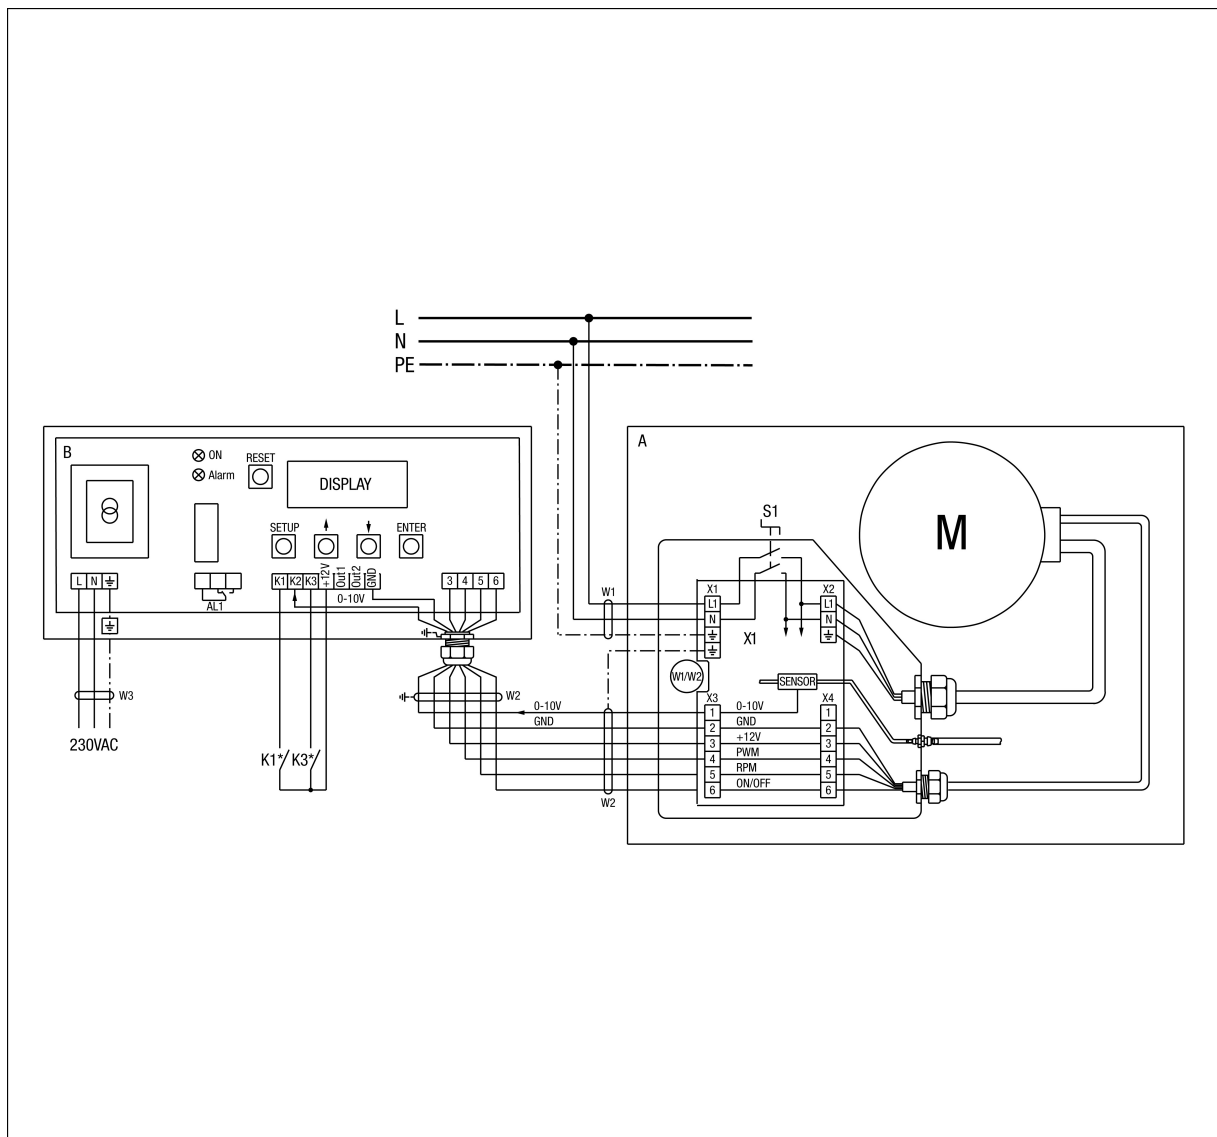 L
N
PE
B
ON
Alarm
RESET
DISPLAY
SETUP
ENTER
L N
AL1
K1 K2 K3 +12V Out1 Out2 GND
0-10V
3 4 5 6
W3
230VAC
K1* K3*
W2
0-10V
GND
W2
W1
A
M
S1
X1
L1
N
X1
X2
L1
N
W1/W2
SENSOR
X3
1
2
3
4
5
6
0-10V
GND
+12V
PWM
RPM
ON/OFF
X4
1
2
3
4
5
6